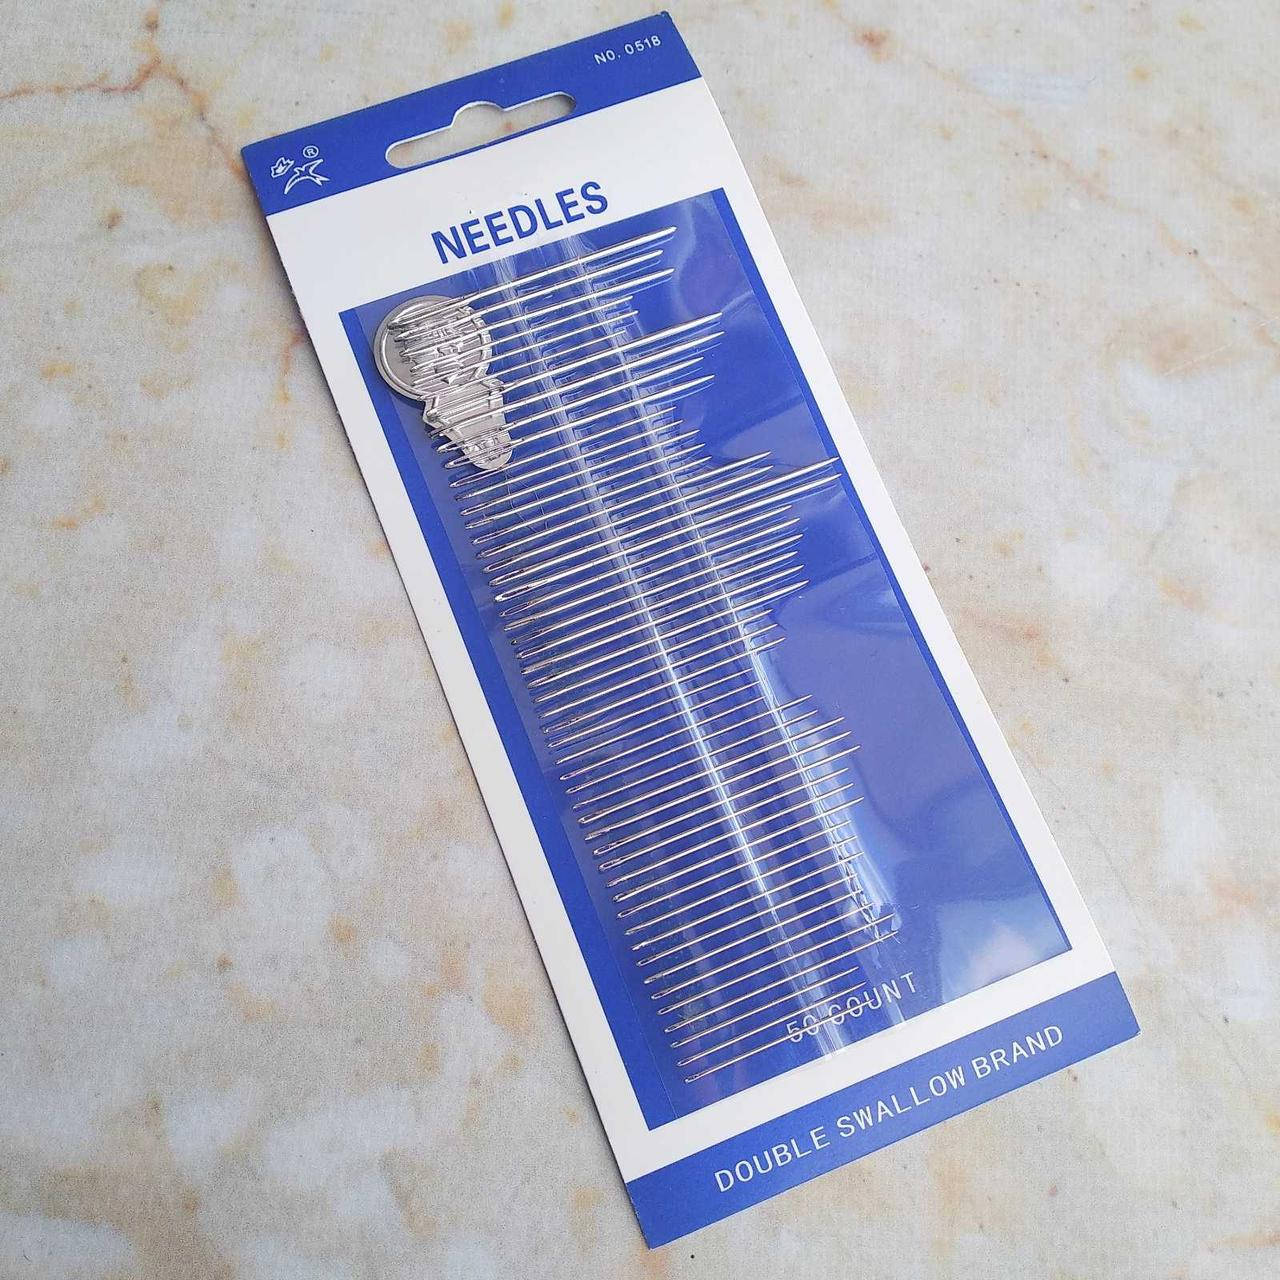 NO. 0518
®
NEEDLES
50 COUNT
DOUBLE SWALLOW BRAND